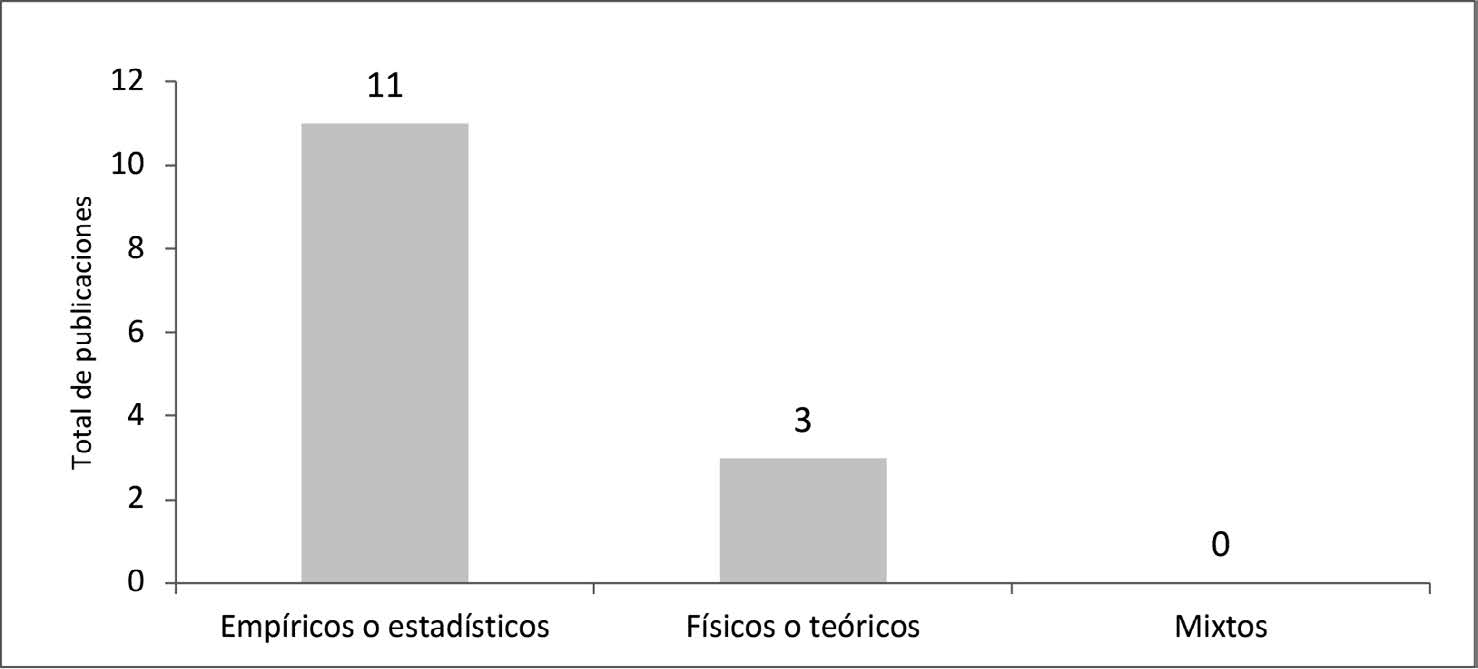 12
11
10
8
6
4
3
2
0
0
Total de publicaciones
Empíricos o estadísticos
Físicos o teóricos
Mixtos